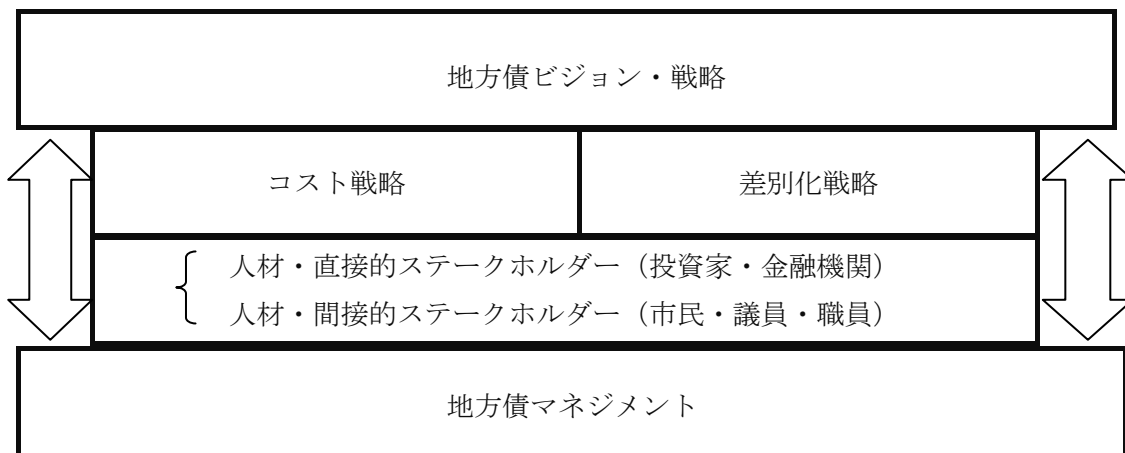 地方債ビジョン・戦略
コスト戦略
差別化戦略
人材・直接的ステークホルダー（投資家・金融機関）
人材・間接的ステークホルダー（市民・議員・職員）
地方債マネジメント